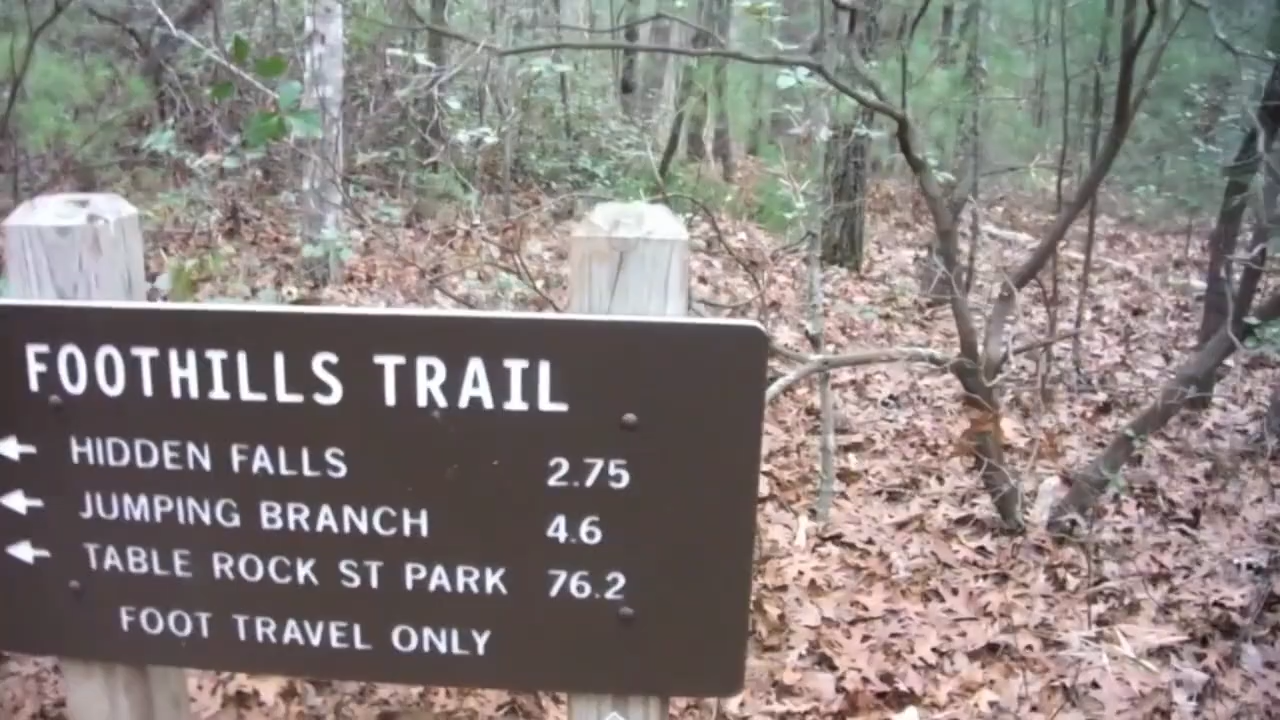 FOOTHILLS TRAIL
← HIDDEN FALLS 2.75
← JUMPING BRANCH 4.6
← TABLE ROCK ST PARK 76.2
FOOT TRAVEL ONLY